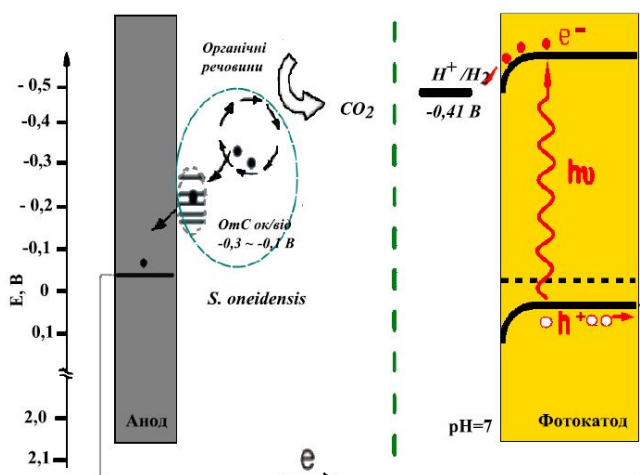 E, B
- 0,5
- 0,4
- 0,3
- 0,2
- 0,1
0
0,1
2,0
2,1
Органічні
речовини
CO2
OmC ок/від
-0,3 ~ -0,1 В
S. oneidensis
Анод
e
H+ /H2
-0,41 В
pH=7
e-
hυ
h+
Фотокатод